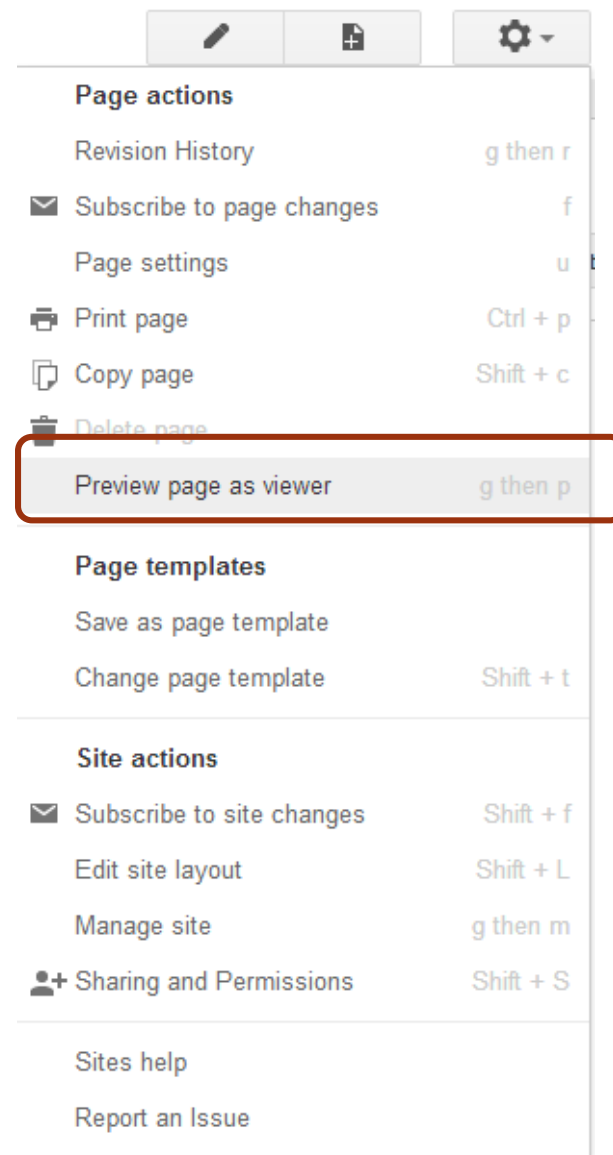 Page actions
Revision History g then r
Subscribe to page changes f
Page settings u
Print page Ctrl + p
Copy page Shift + c
Delete page
Preview page as viewer g then p
Page templates
Save as page template
Change page template Shift + t
Site actions
Subscribe to site changes Shift + f
Edit site layout Shift + L
Manage site g then m
Sharing and Permissions Shift + S
Sites help
Report an Issue